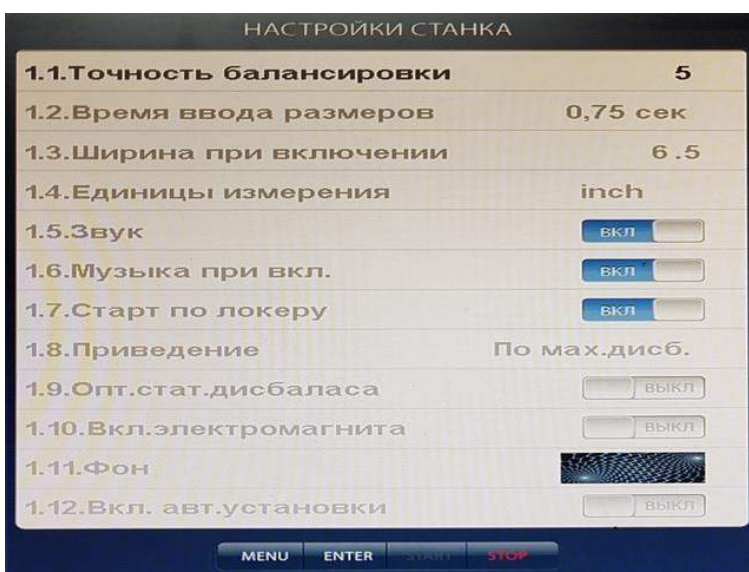 НАСТРОЙКИ СТАНКА
1.1.Точность балансировки 5
1.2.Время ввода размеров 0,75 сек
1.3.Ширина при включении 6.5
1.4.Единицы измерения inch
1.5.Звук ВКЛ
1.6.Музыка при вкл. ВКЛ
1.7.Старт по локеру ВКЛ
1.8.Приведение По мах.дисб.
1.9.Опт.стат.дисбаласа ВЫКЛ
1.10.Вкл.электромагнита ВЫКЛ
1.11.Фон
1.12.Вкл. авт.установки ВЫКЛ
MENU ENTER START STOP